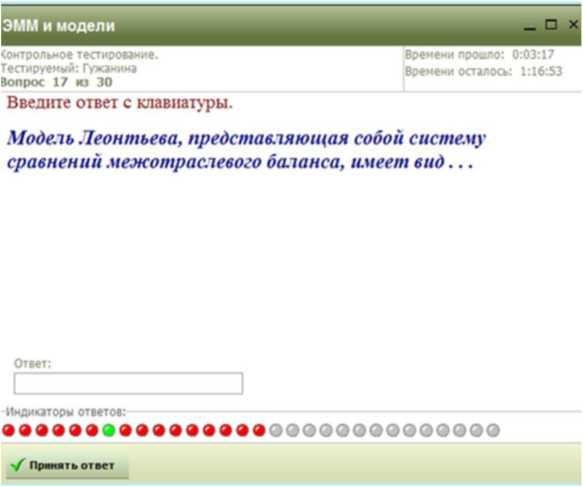 ЭММ и модели
Контрольное тестирование.
Тестируемый: Гужанина
Вопрос 17 из 30
Времени прошло: 0:03:17
Времени осталось: 1:16:53
Введите ответ с клавиатуры.
Модель Леонтьева, представляющая собой систему
сравнений межотраслевого баланса, имеет вид . . .
Ответ:
Индикаторы ответов:
Принять ответ